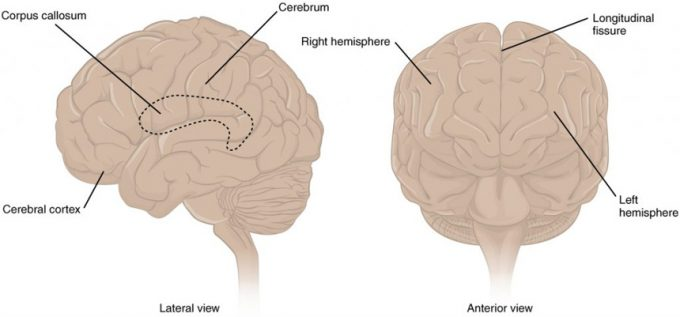 Corpus callosum
Cerebrum
Cerebral cortex
Lateral view
Longitudinal
fissure
Right hemisphere
Left
hemisphere
Anterior view